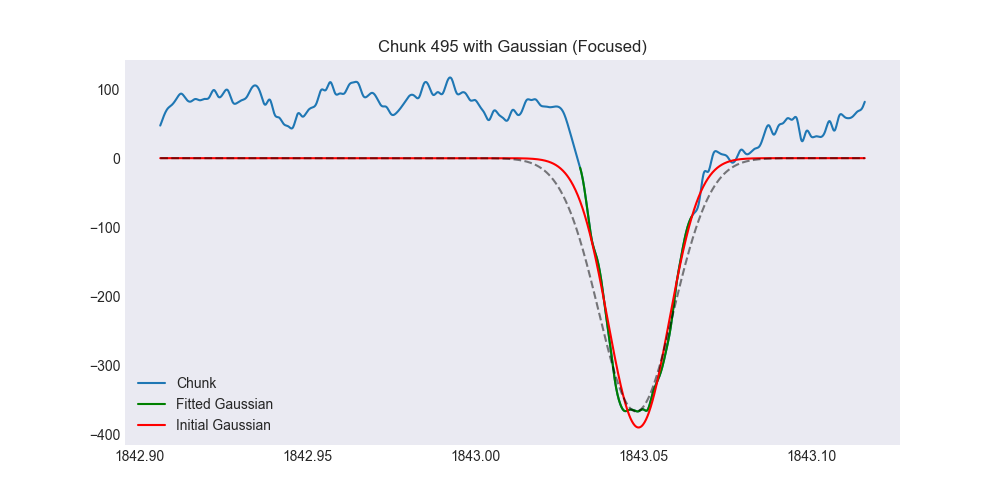 Chunk 495 with Gaussian (Focused)
100
0
−100
−200
−300
−400
Chunk
Fitted Gaussian
Initial Gaussian
1842.90 1842.95 1843.00 1843.05 1843.10